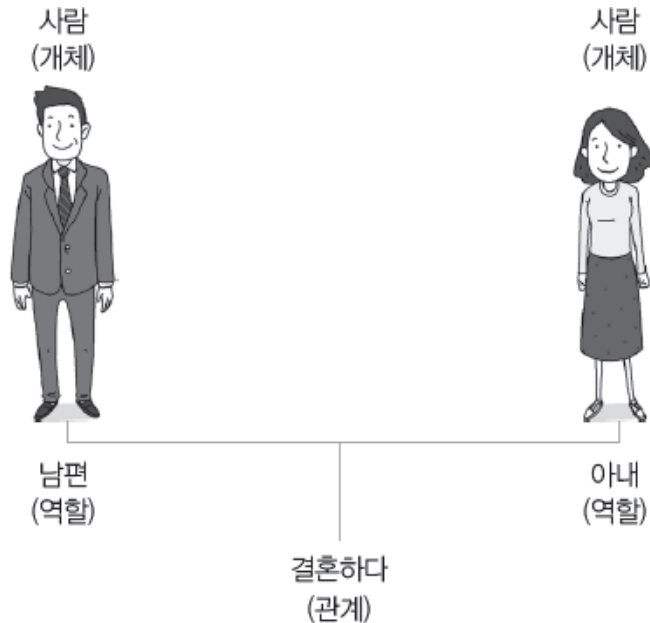 사람
(개체)
사람
(개체)
남편
(역할)
아내
(역할)
결혼하다
(관계)